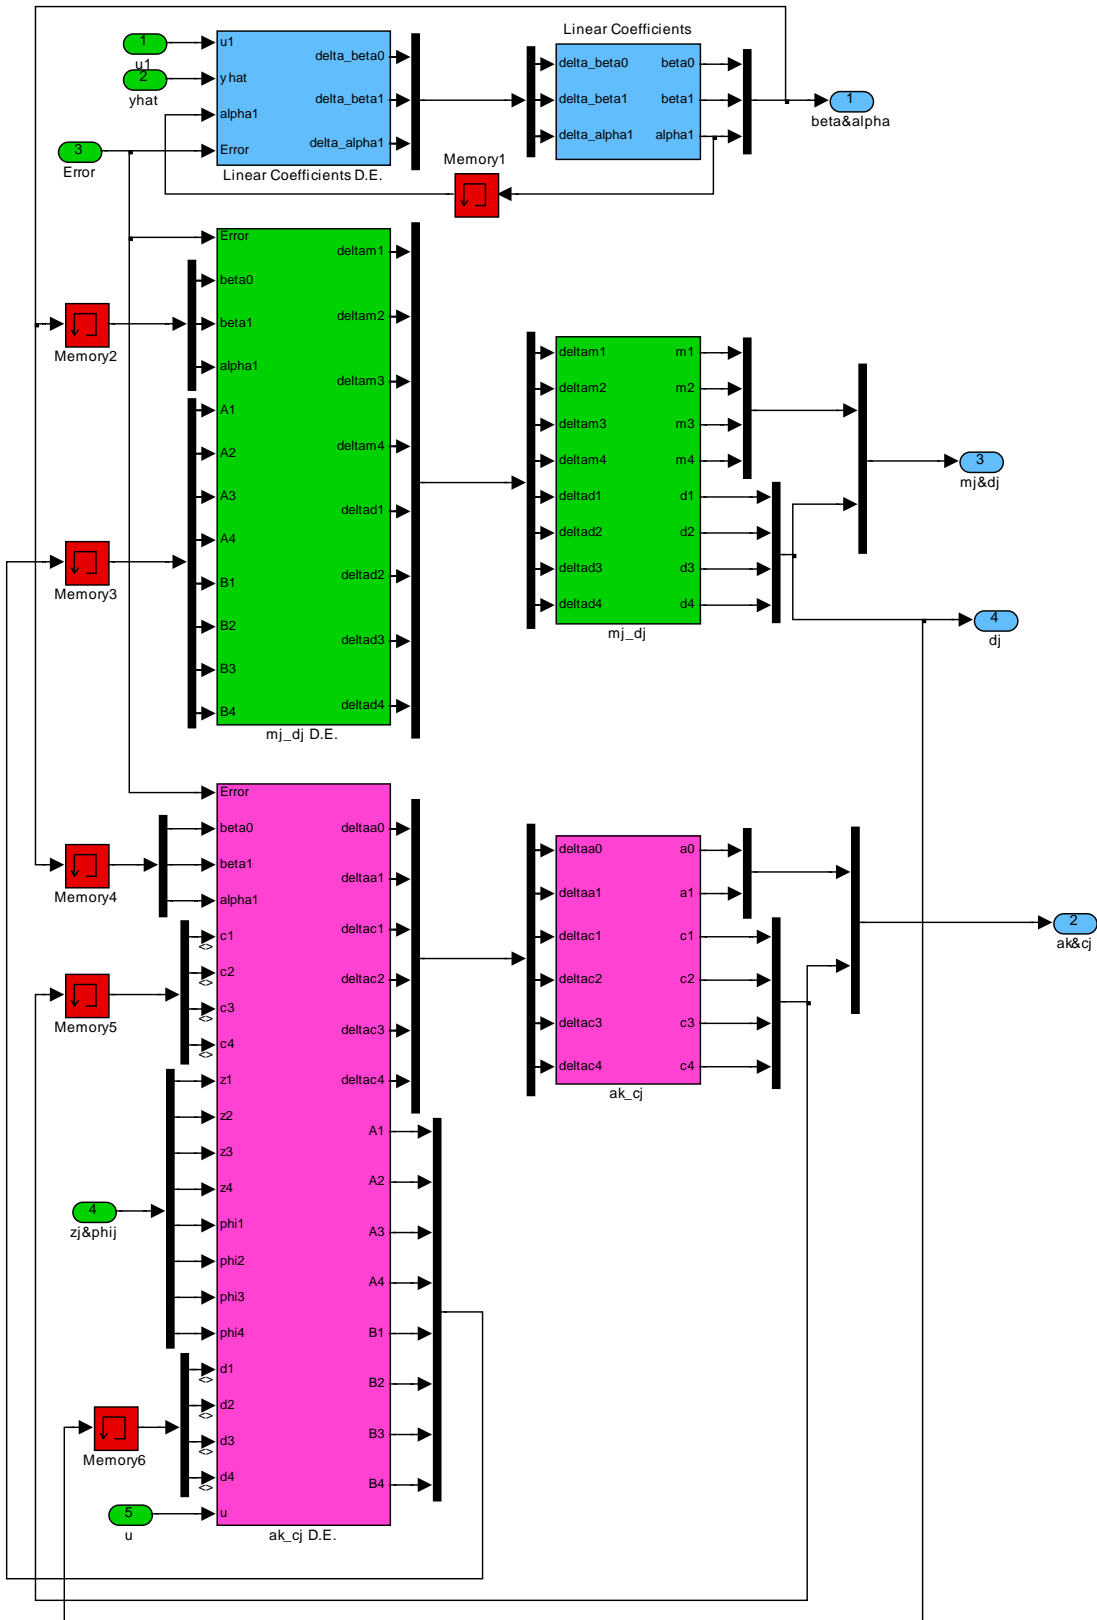 Linear Coefficients
1
u1
2
yhat
3
Error
u1
yhat
alpha1
Error
delta_beta0
delta_beta1
delta_alpha1
Linear Coefficients D.E.
delta_beta0
delta_beta1
delta_alpha1
beta0
beta1
alpha1
1
beta&alpha
Memory1
Memory2
Memory3
Error
beta0
beta1
alpha1
A1
A2
A3
A4
B1
B2
B3
B4
deltam1
deltam2
deltam3
deltam4
deltad1
deltad2
deltad3
deltad4
mj_dj D.E.
deltam1
deltam2
deltam3
deltam4
deltad1
deltad2
deltad3
deltad4
m1
m2
m3
m4
d1
d2
d3
d4
mj_dj
3
mj&dj
4
dj
Memory4
Memory5
4
zj&phij
Memory6
5
u
Error
beta0
beta1
alpha1
c1
<>
c2
<>
c3
<>
c4
<>
z1
z2
z3
z4
phi1
phi2
phi3
phi4
d1
<>
d2
<>
d3
<>
d4
<>
u
deltaa0
deltaa1
deltac1
deltac2
deltac3
deltac4
A1
A2
A3
A4
B1
B2
B3
B4
ak_cj D.E.
deltaa0
deltaa1
deltac1
deltac2
deltac3
deltac4
a0
a1
c1
c2
c3
c4
ak_cj
2
ak&cj